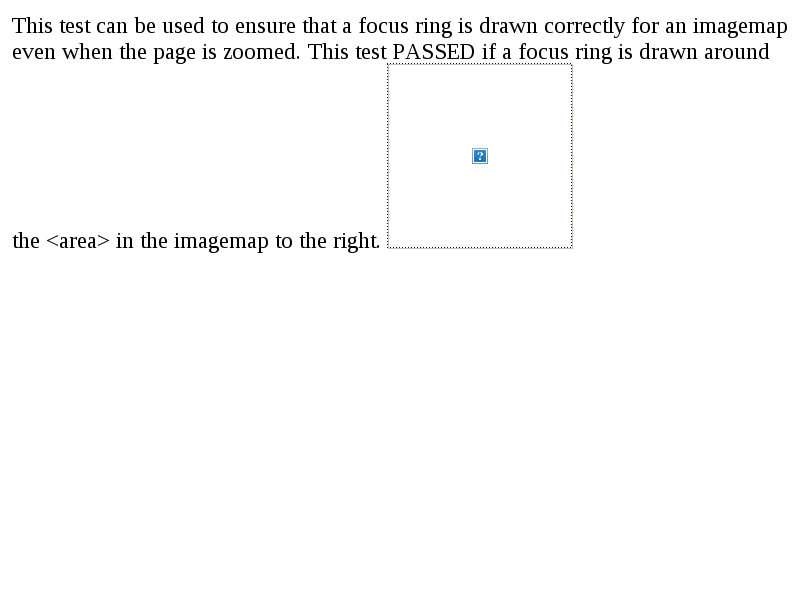 This test can be used to ensure that a focus ring is drawn correctly for an imagemap
even when the page is zoomed. This test PASSED if a focus ring is drawn around
the <area> in the imagemap to the right.